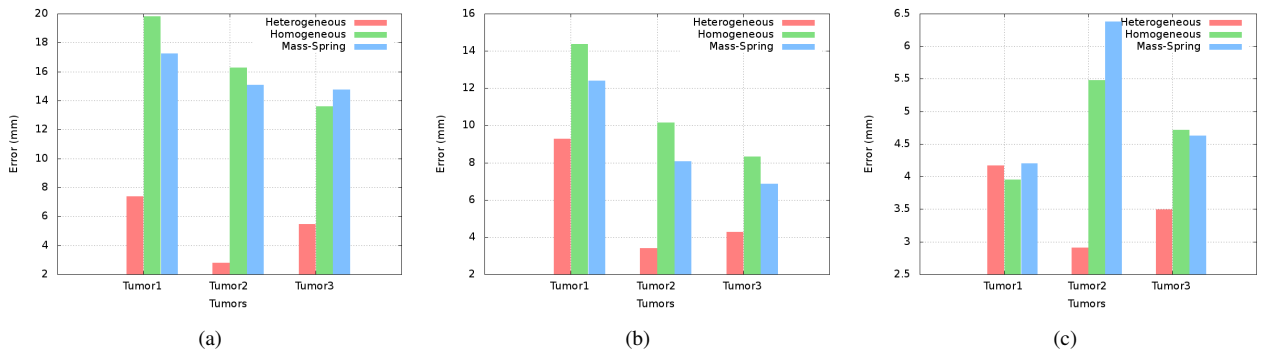 20
18
16
14
12
10
8
6
4
2
Error (mm)
Heterogeneous
Homogeneous
Mass-Spring
Tumor1 Tumor2 Tumor3
Tumors
(a)
16
14
12
10
8
6
4
2
Error (mm)
Heterogeneous
Homogeneous
Mass-Spring
Tumor1 Tumor2 Tumor3
Tumors
(b)
6.5
6
5.5
5
4.5
4
3.5
3
2.5
Error (mm)
Heterogeneous
Homogeneous
Mass-Spring
Tumor1 Tumor2 Tumor3
Tumors
(c)